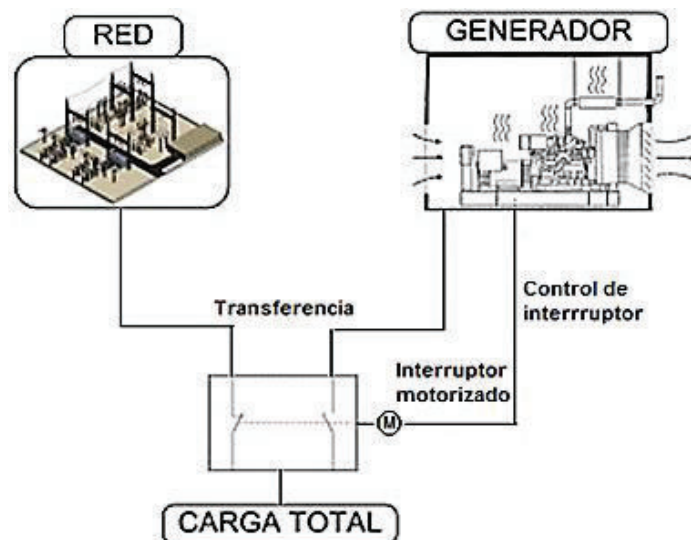 RED
GENERADOR
Transferencia
Control de
interrruptor
Interruptor
motorizado
M
CARGA TOTAL